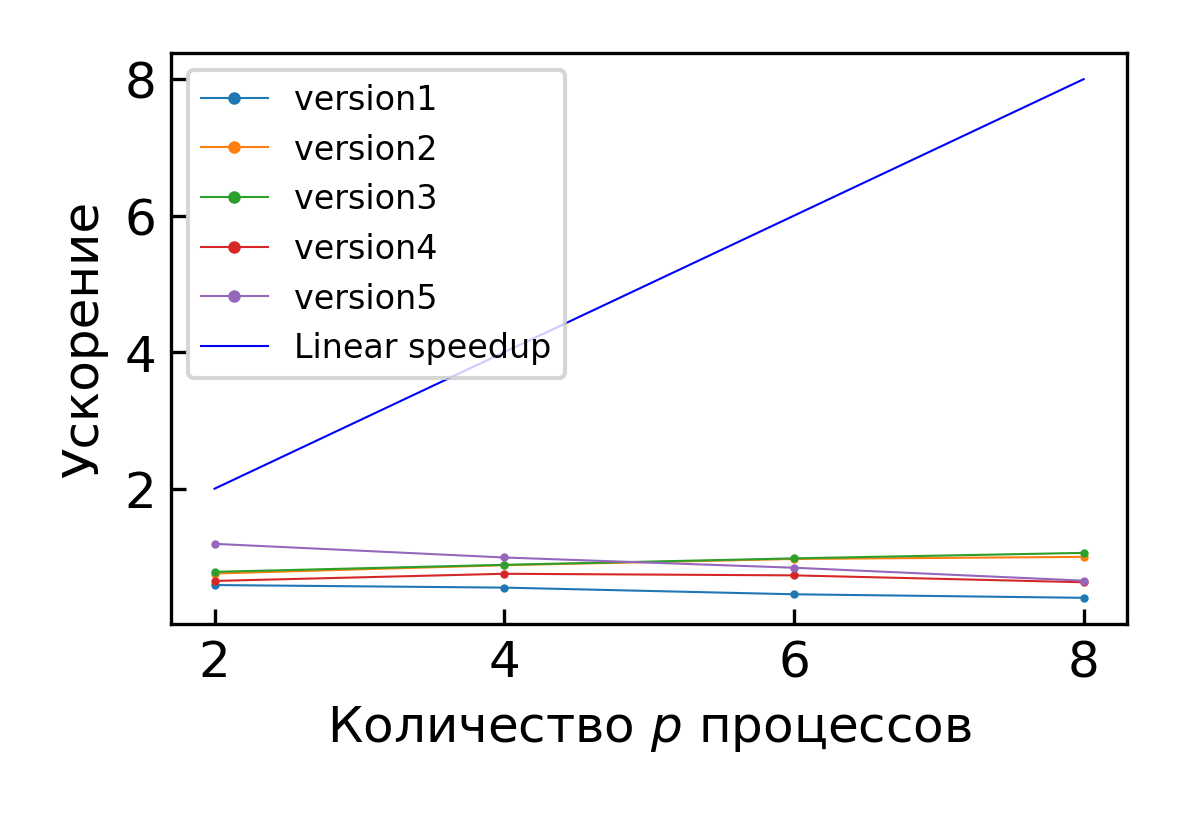 8
6
4
2
Ускорение
version1
version2
version3
version4
version5
Linear speedup
2 4 6 8
Количество p процессов